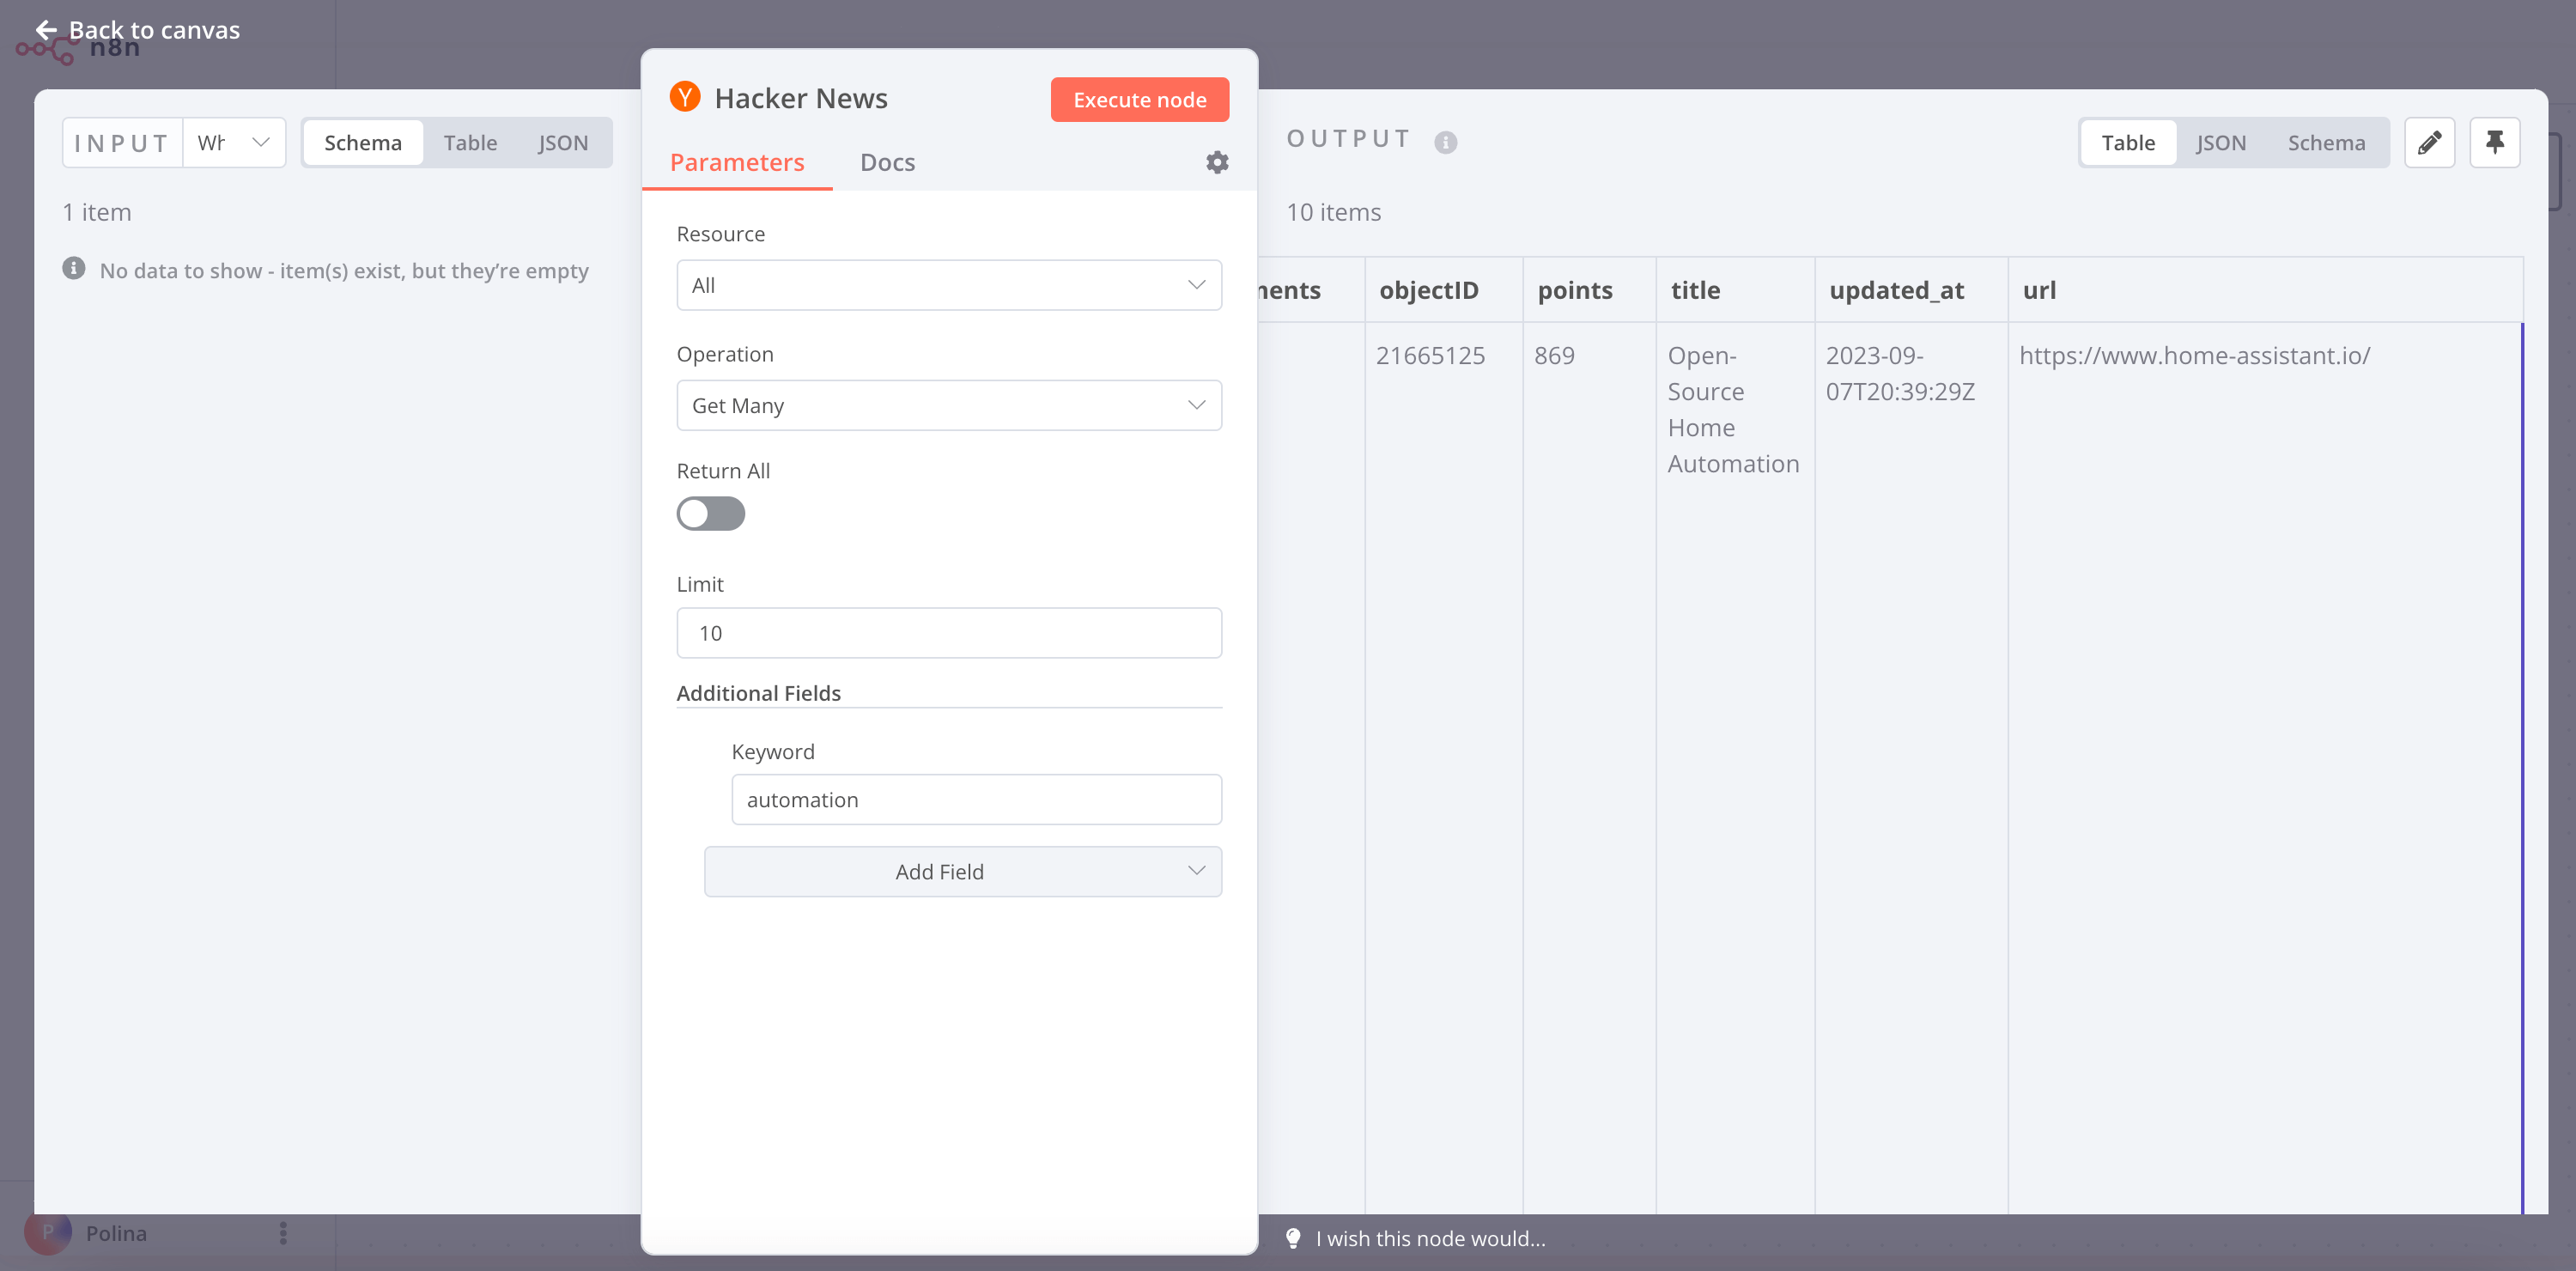 Back to canvas
n8n
INPUT
Wh
Schema
Table
JSON
1 item
No data to show - item(s) exist, but they’re empty
Hacker News
Execute node
Parameters
Docs
Resource
All
Operation
Get Many
Return All
Limit
10
Additional Fields
Keyword
automation
Add Field
OUTPUT
Table
JSON
Schema
10 items
ments objectID points title updated_at url
21665125
869
Open-
Source
Home
Automation
2023-09-
07T20:39:29Z
https://www.home-assistant.io/
P
Polina
I wish this node would...